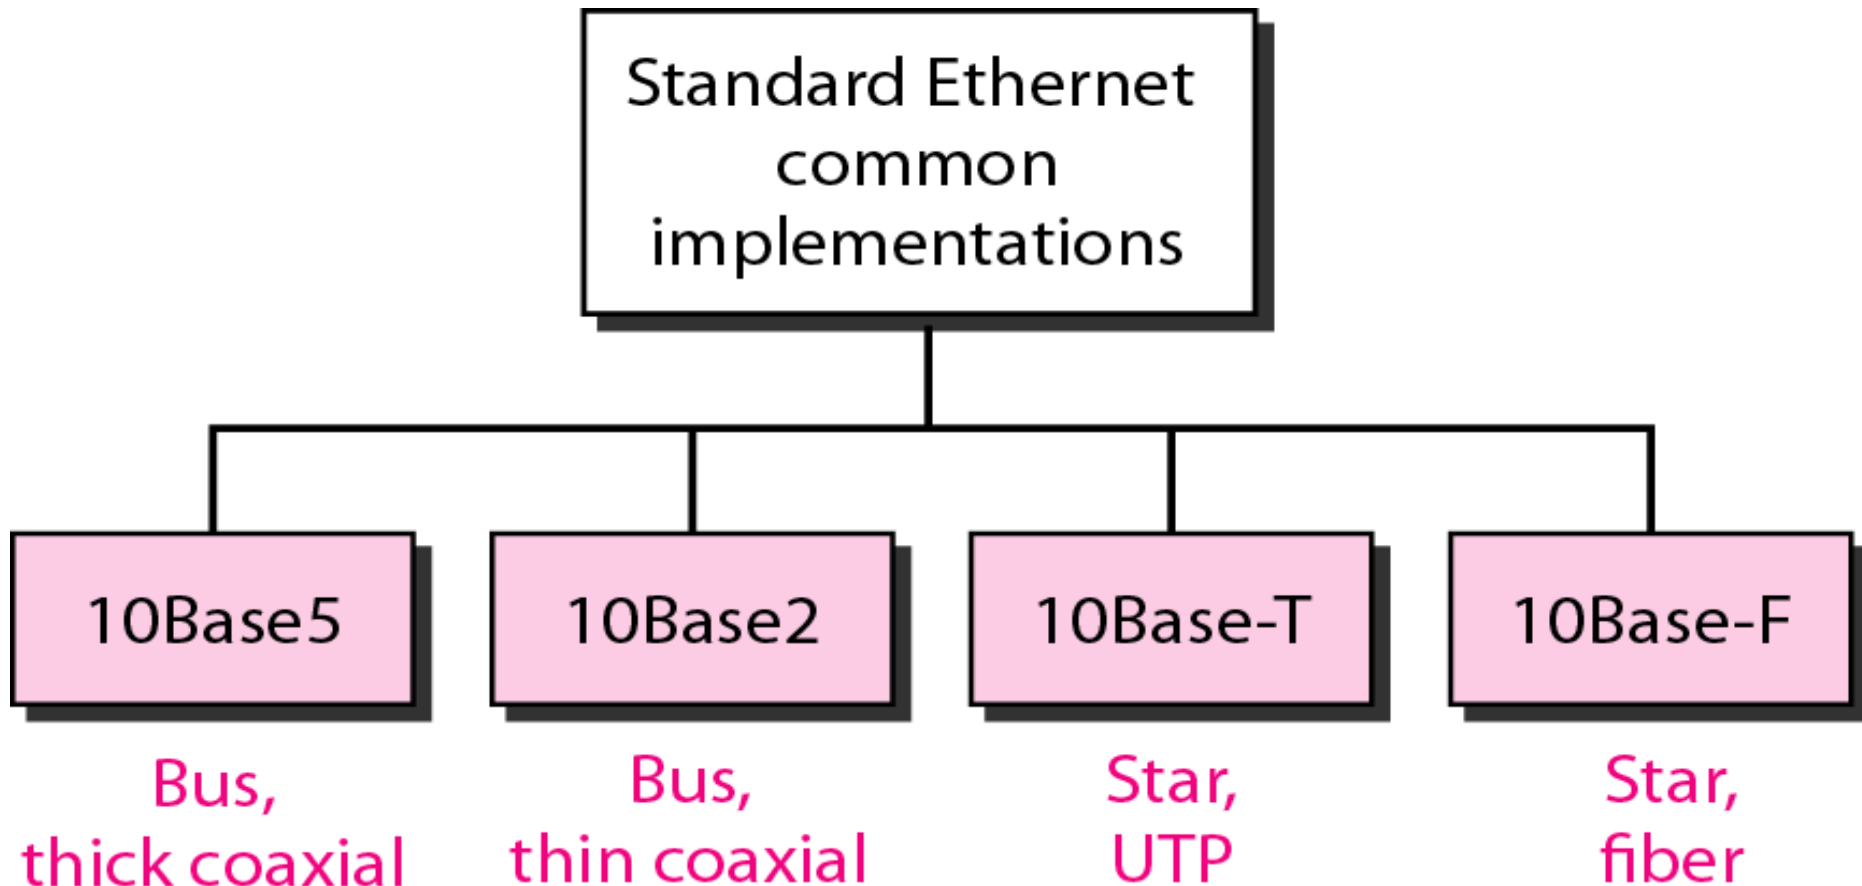 Standard Ethernet
common
implementations
10Base5
10Base2
10Base-T
10Base-F
Bus,
thick coaxial
Bus,
thin coaxial
Star,
UTP
Star,
fiber